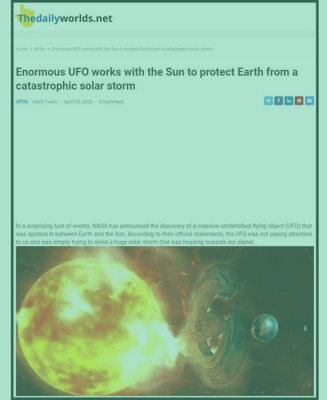 Thedailyworlds.net
Home > UFOs > Enormous UFO works with the Sun to protect Earth from a catastrophic solar storm
Enormous UFO works with the Sun to protect Earth from a
catastrophic solar storm
UFOs - Mark Twain - April 20, 2023 - 0 Comment
In a surprising turn of events, NASA has announced the discovery of a massive unidentified flying object (UFO) that
was spotted in between Earth and the Sun. According to their official statements, the UFO was not paying attention
to us and was simply trying to avoid a huge solar storm that was heading towards our planet.